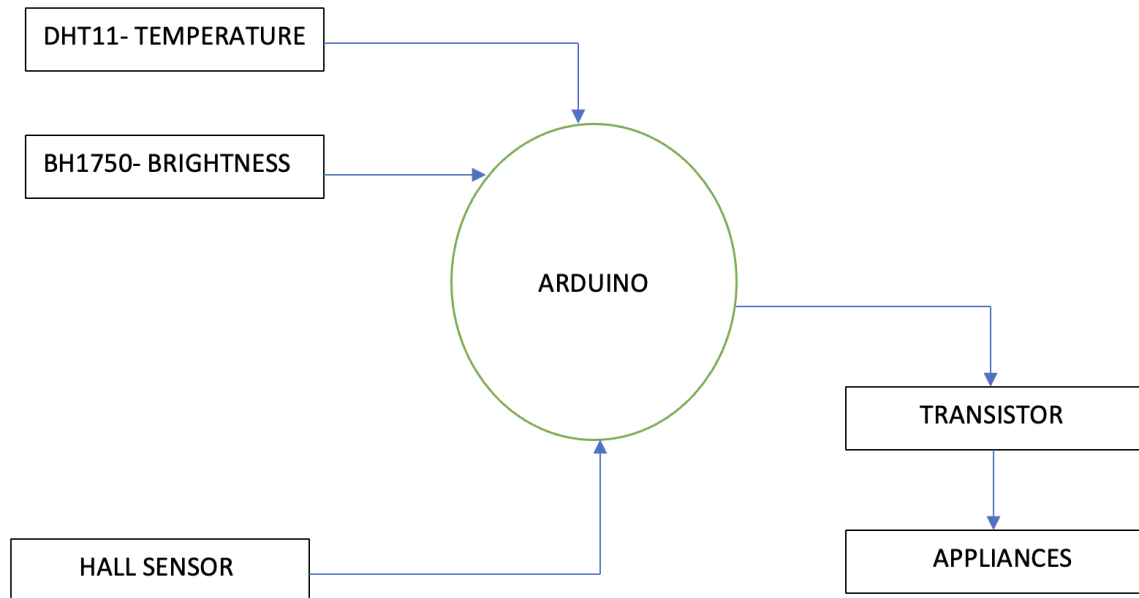 DHT11- TEMPERATURE
BH1750- BRIGHTNESS
ARDUINO
TRANSISTOR
HALL SENSOR
APPLIANCES